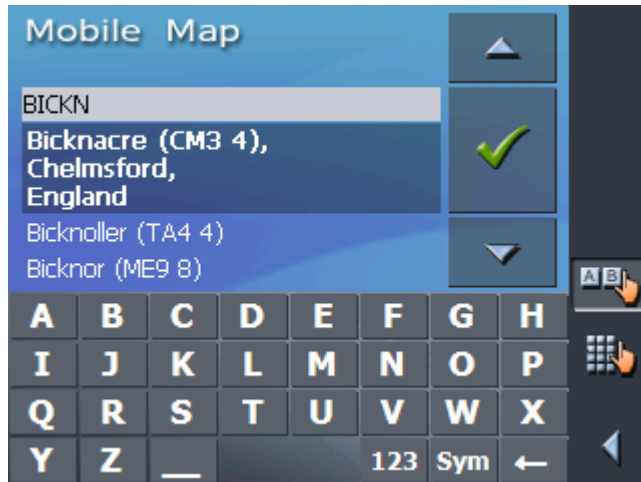 Mobile Map
BICKN
Bicknacre (CM3 4),
Chelmsford,
England
Bicknoller (TA4 4)
Bicknor (ME9 8)
A B
A B C D E F G H
I J K L M N O P
Q R S T U V W X
Y Z _ 123 Sym ←